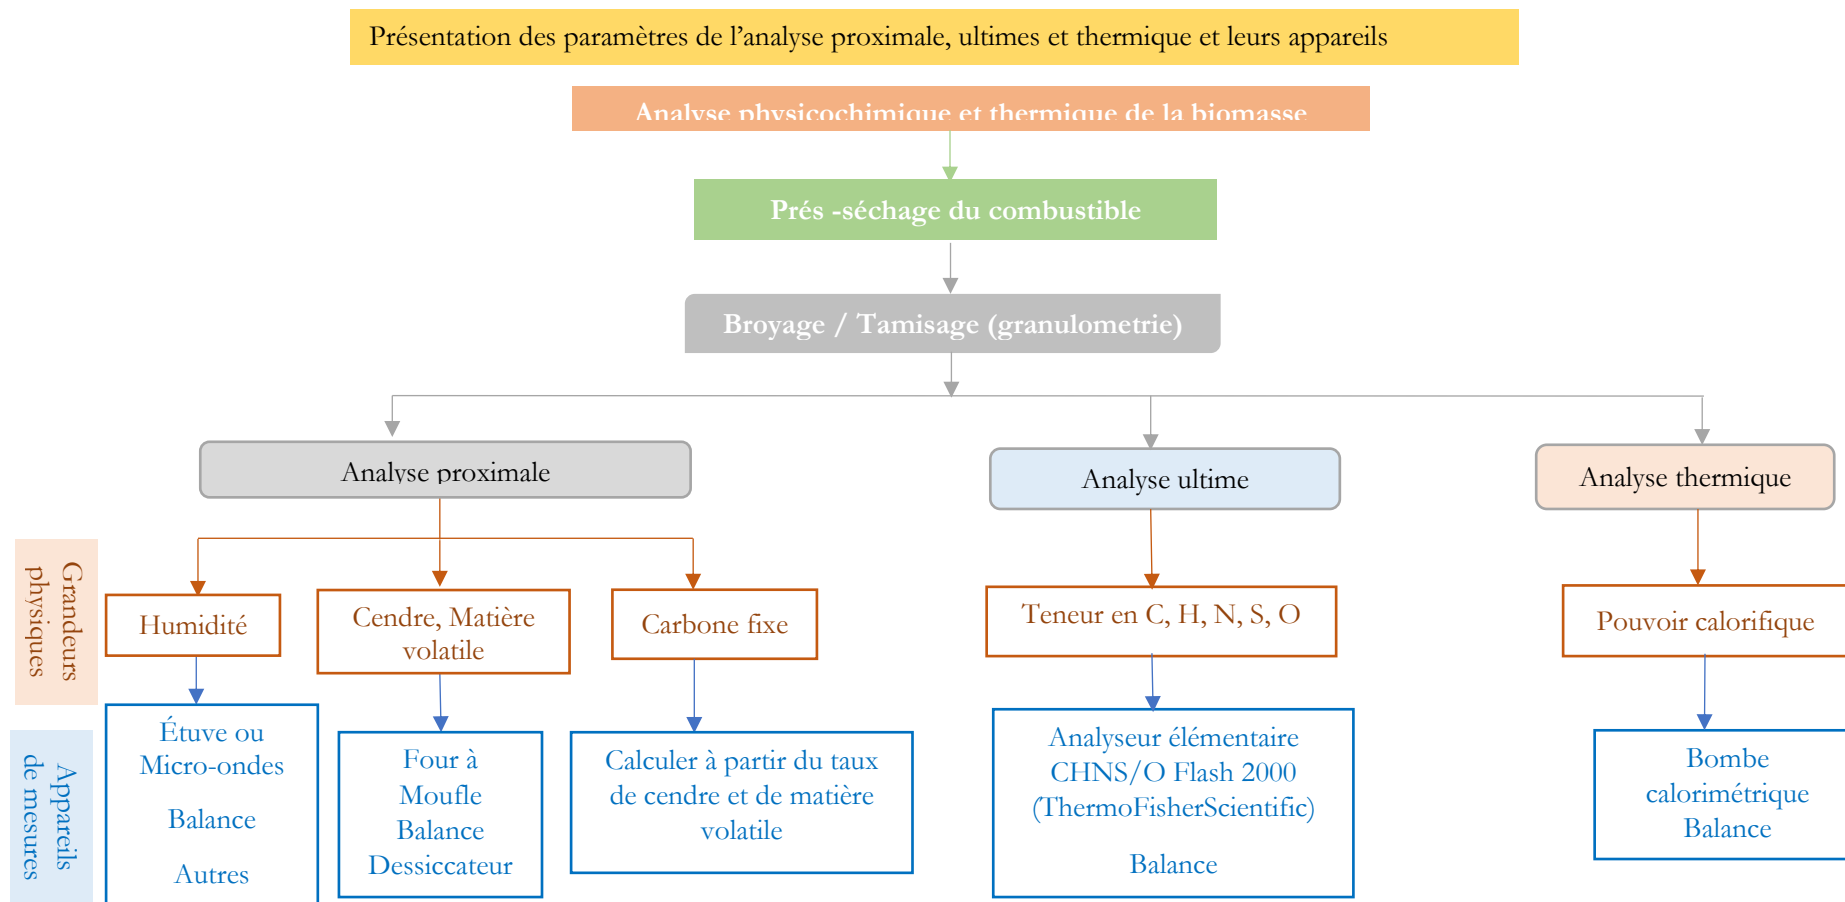 Présentation des paramètres de l’analyse proximale, ultimes et thermique et leurs appareils
Analyse physicochimique et thermique de la biomasse
Prés -séchage du combustible
Broyage / Tamisage (granulometrie)
Analyse proximale
Analyse ultime
Analyse thermique
Grandeurs
physiques
Humidité
Cendre, Matière
volatile
Carbone fixe
Teneur en C, H, N, S, O
Pouvoir calorifique
Appareils
de mesures
Étuve ou
Micro-ondes
Balance
Autres
Four à
Moufle
Balance
Dessiccateur
Calculer à partir du taux
de cendre et de matière
volatile
Analyseur élémentaire
CHNS/O Flash 2000
(ThermoFisherScientific)
Balance
Bombe
calorimétrique
Balance